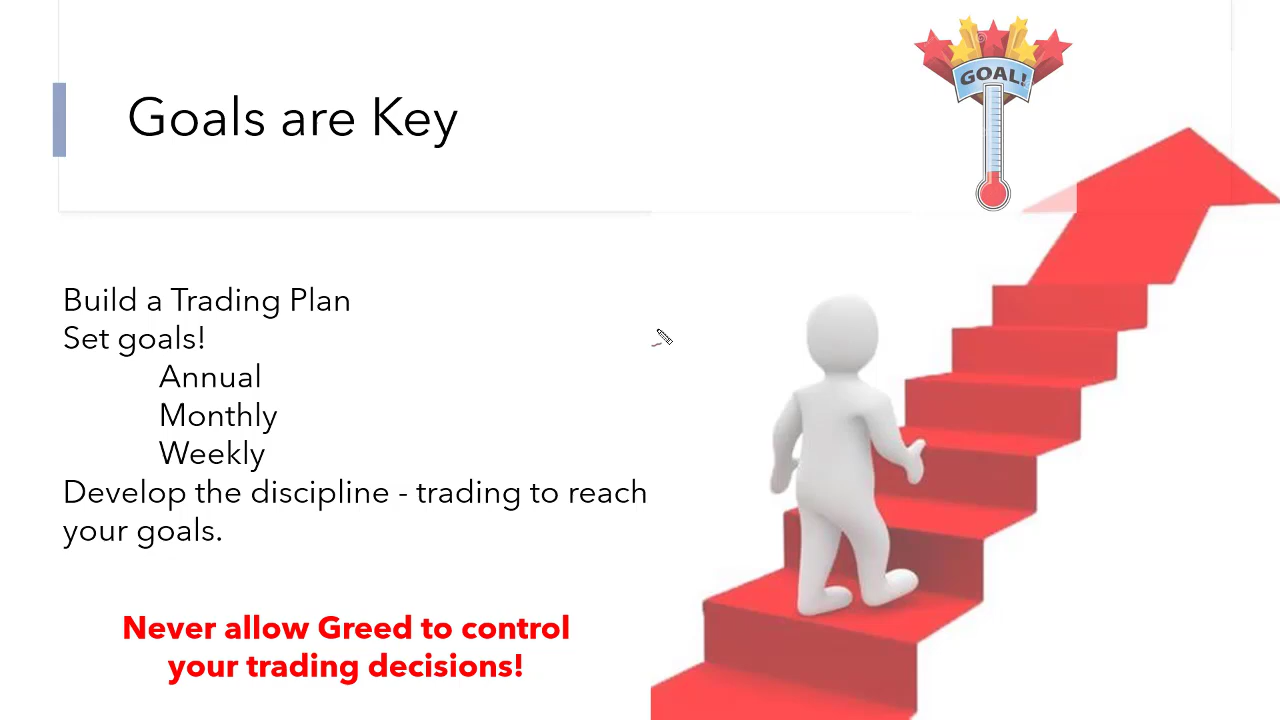 GOAL!
Goals are Key
Build a Trading Plan
Set goals!
Annual
Monthly
Weekly
Develop the discipline - trading to reach
your goals.
Never allow Greed to control
your trading decisions!